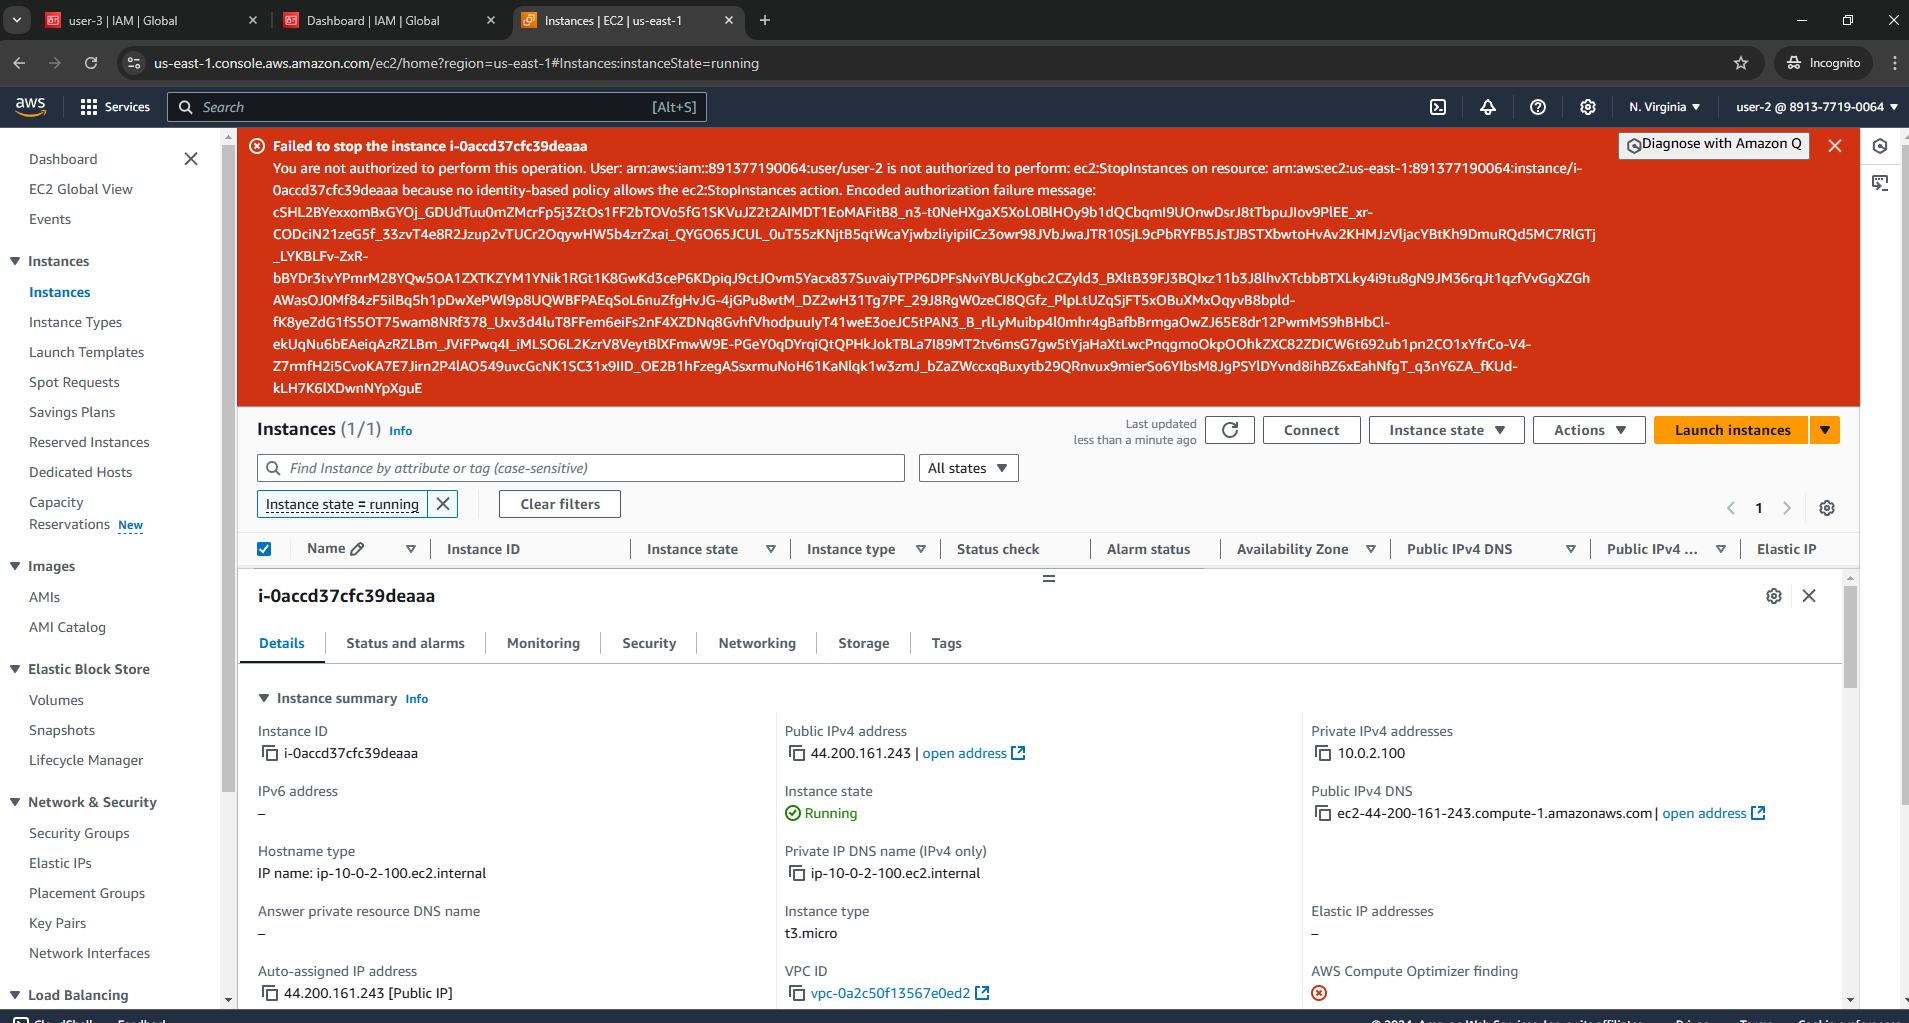 user-3 | IAM | Global
Dashboard | IAM | Global
Instances | EC2 | us-east-1
us-east-1.console.aws.amazon.com/ec2/home?region=us-east-1#Instances:instanceState=running
Incognito
aws
Services
Search
[Alt+S]
N. Virginia
user-2 @ 8913-7719-0064
Dashboard
EC2 Global View
Events
Instances
Instances
Instance Types
Launch Templates
Spot Requests
Savings Plans
Reserved Instances
Dedicated Hosts
Capacity
Reservations New
Images
AMIs
AMI Catalog
Elastic Block Store
Volumes
Snapshots
Lifecycle Manager
Network & Security
Security Groups
Elastic IPs
Placement Groups
Key Pairs
Network Interfaces
Load Balancing
Failed to stop the instance i-0accd37cfc39deaaa
Diagnose with Amazon Q
You are not authorized to perform this operation. User: arn:aws:iam::891377190064:user/user-2 is not authorized to perform: ec2:StopInstances on resource: arn:aws:ec2:us-east-1:891377190064:instance/i-
0accd37cfc39deaaa because no identity-based policy allows the ec2:StopInstances action. Encoded authorization failure message:
cSHL2BYexxomBxGYOj_GDUdTuu0mZMcrFp5j3ZtOs1FF2bTOVo5fG1SKVuJZ2t2AIMDT1EoMAFitB8_n3-t0NeHXgaX5XoL0BlHOy9b1dQCbqmI9UOnwDsrJ8tTbpuJIov9PlEE_xr-
CODciN21zeG5f_33zvT4e8R2Jzup2vTUCr2OqywHW5b4zrZxai_QYGO65JCUL_0uT55zKNjtB5qtWcaYjwbzliyipiICz3owr98JVbJwaJTR10SjL9cPbRYFB5JsTJBSTXbwtoHvAv2KHMJzVljacYBtKh9DmuRQd5MC7RlGTj
_LYKBLFv-ZxR-
bBYDr3tvYPmrM28YQw5OA1ZXTKZYM1YNik1RGt1K8GwKd3ceP6KDpiqJ9ctJOvm5Yacx837SuvaiyTPP6DPFsNviYBUcKgbc2CZyld3_BXltB39FJ3BQIxz11b3J8lhvXTcbbBTXLky4i9tu8gN9JM36rqJt1qzfVvGgXZGh
AWasOJ0Mf84zF5ilBq5h1pDwXePWl9p8UQWBFPAEqSoL6nuZfgHvJG-4jGPu8wtM_DZ2wH31Tg7PF_29J8RgW0zeCI8QGfz_PlpLtUZqSjFT5xOBuXMxOqyvB8bpld-
fK8yeZdG1fS5OT75wam8NRf378_Uxv3d4luT8FFem6eiFs2nF4XZDNq8GvhfVhodpuuIyT41weE3oeJC5tPAN3_B_rlLyMuibp4l0mhr4gBafbBrmgaOwZJ65E8dr12PwmMS9hBHbCl-
ekUqNu6bEAeiqAzRZLBm_JViFPwq4I_iMLSO6L2KzrV8VeytBlXFmwW9E-PGeY0qDYrqiQtQPHkJokTBLa7I89MT2tv6msG7gw5tYjaHaXtLwcPnqgmoOkpOOhkZXC82ZDICW6t692ub1pn2CO1xYfrCo-V4-
Z7rmfH2i5CvoKA7E7Jirn2P4lAO549uvcGcNK1SC31x9IID_OE2B1hFzegASsxrmuNoH61KaNlqk1w3zmJ_bZaZWccxqBuxytb29QRnvux9mierSo6YIbsM8JgPSYlDYvnd8ihBZ6xEahNfgT_q3nY6ZA_fKUd-
kLH7K6lXDwnNYpXguE
Instances (1/1) Info
Last updated
less than a minute ago
Connect
Instance state
Actions
Launch instances
Find Instance by attribute or tag (case-sensitive)
All states
Instance state = running
Clear filters
1
Name
Instance ID
Instance state
Instance type
Status check
Alarm status
Availability Zone
Public IPv4 DNS
Public IPv4 ...
Elastic IP
i-0accd37cfc39deaaa
Details
Status and alarms
Monitoring
Security
Networking
Storage
Tags
Instance summary Info
Instance ID
i-0accd37cfc39deaaa
Public IPv4 address
44.200.161.243 | open address
Private IPv4 addresses
10.0.2.100
IPv6 address
–
Instance state
Running
Public IPv4 DNS
ec2-44-200-161-243.compute-1.amazonaws.com | open address
Hostname type
IP name: ip-10-0-2-100.ec2.internal
Private IP DNS name (IPv4 only)
ip-10-0-2-100.ec2.internal
Answer private resource DNS name
–
Instance type
t3.micro
Elastic IP addresses
–
Auto-assigned IP address
44.200.161.243 [Public IP]
VPC ID
vpc-0a2c50f13567e0ed2
AWS Compute Optimizer finding